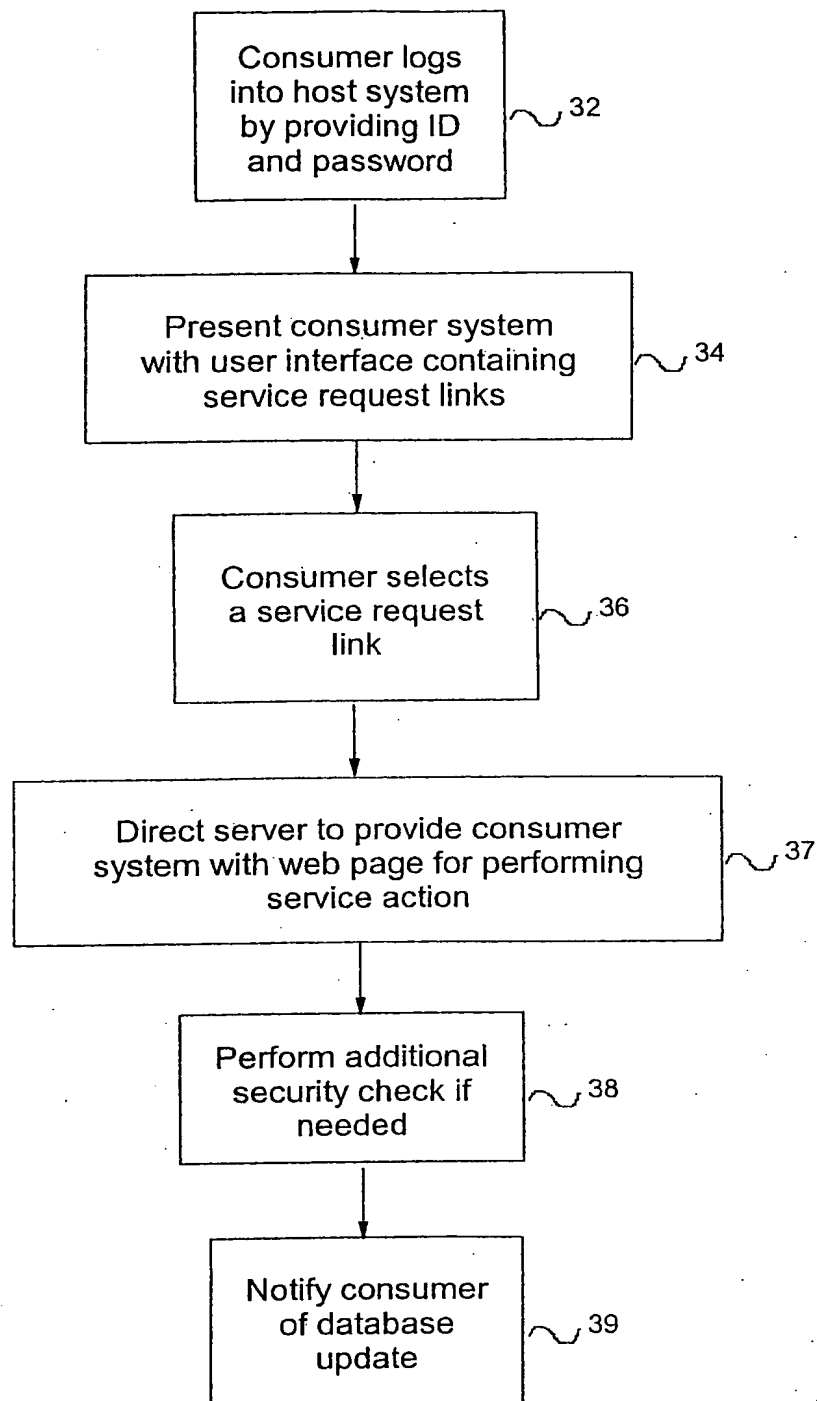 Consumer logs
into host system
by providing ID
and password
32
Present consumer system
with user interface containing
service request links
34
Consumer selects
a service request
link
36
Direct server to provide consumer
system with web page for performing
service action
37
Perform additional
security check if
needed
38
Notify consumer
of database
update
39